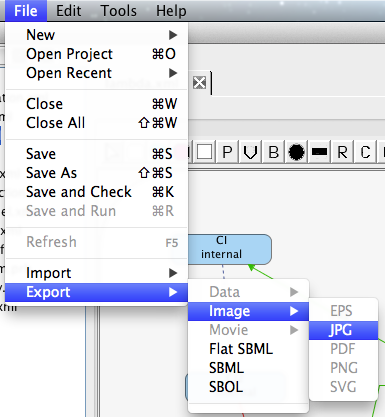 File Edit Tools Help
New
Open Project ⌘O
Open Recent
Close ⌘W
Close All ⇧⌘W
Save ⌘S
Save As ⇧⌘S
Save and Check ⌘K
Save and Run ⌘R
Refresh F5
Import
Export
P V B R C
CI
internal
Data
Image
Movie
Flat SBML
SBML
SBOL
EPS
JPG
PDF
PNG
SVG